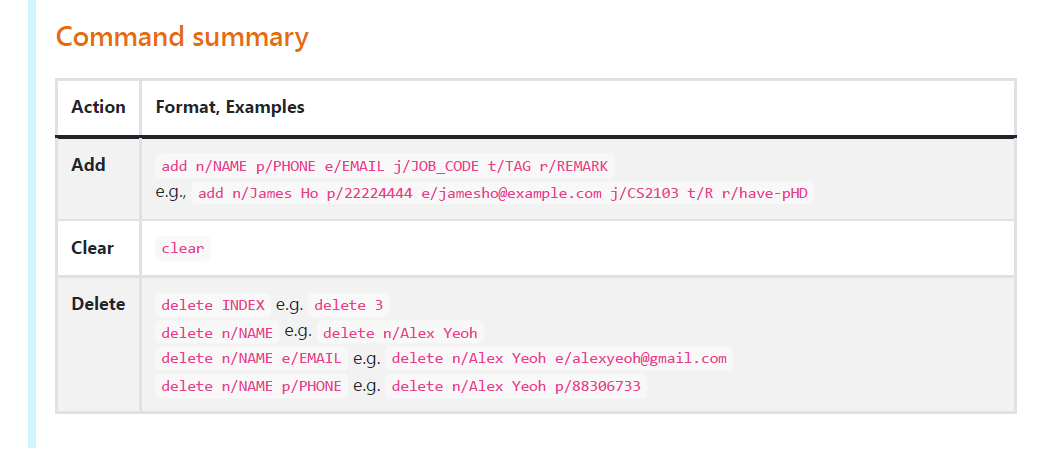 Command summary
Action Format, Examples
Add add n/NAME p/PHONE e/EMAIL j/JOB_CODE t/TAG r/REMARK
e.g., add n/James Ho p/22224444 e/jamesho@example.com j/CS2103 t/R r/have-pHD
Clear clear
Delete delete INDEX e.g. delete 3
delete n/NAME e.g. delete n/Alex Yeoh
delete n/NAME e/EMAIL e.g. delete n/Alex Yeoh e/alexyeoh@gmail.com
delete n/NAME p/PHONE e.g. delete n/Alex Yeoh p/88306733